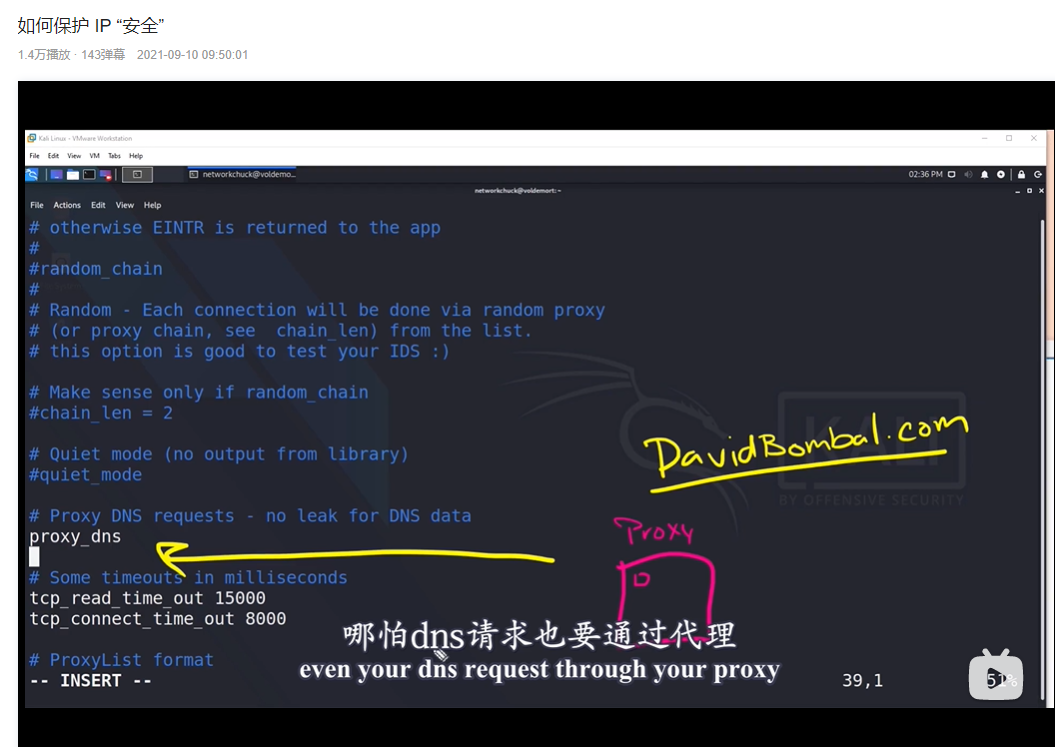 如何保护 IP “安全”
1.4万播放 · 143弹幕 2021-09-10 09:50:01
Kali Linux - VMware Workstation
File Edit View VM Tabs Help
networkchuck@voldemo... 02:36 PM
networkchuck@voldemort: ~
File Actions Edit View Help
# otherwise EINTR is returned to the app
#
#random_chain
#
# Random - Each connection will be done via random proxy
# (or proxy chain, see  chain_len) from the list.
# this option is good to test your IDS :)
# Make sense only if random_chain
#chain_len = 2
# Quiet mode (no output from library)
#quiet_mode
DavidBombal.com
KALI
BY OFFENSIVE SECURITY
# Proxy DNS requests - no leak for DNS data
proxy_dns
Proxy
# Some timeouts in milliseconds
tcp_read_time_out 15000
tcp_connect_time_out 8000
哪怕dns请求也要通过代理
even your dns request through your proxy
# ProxyList format
-- INSERT -- 39,1 51%